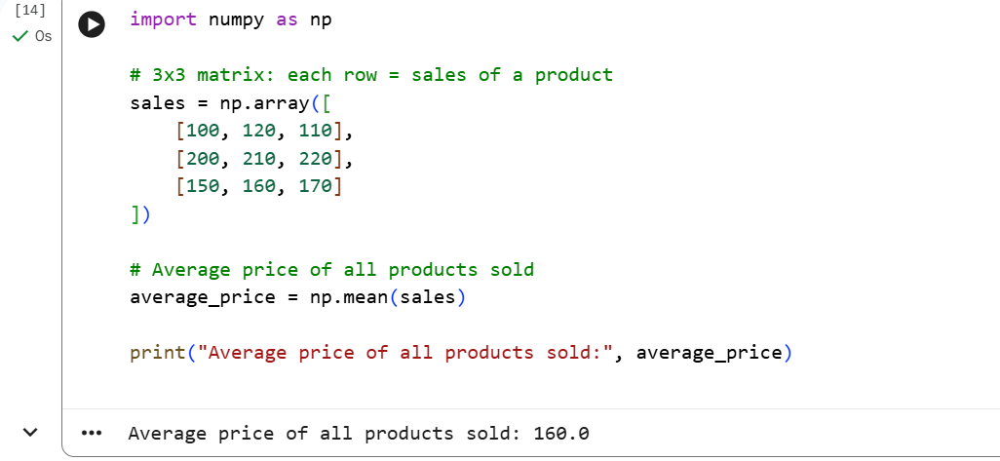 [14]
0s
import numpy as np
# 3x3 matrix: each row = sales of a product
sales = np.array([
    [100, 120, 110],
    [200, 210, 220],
    [150, 160, 170]
])
# Average price of all products sold
average_price = np.mean(sales)
print("Average price of all products sold:", average_price)
Average price of all products sold: 160.0